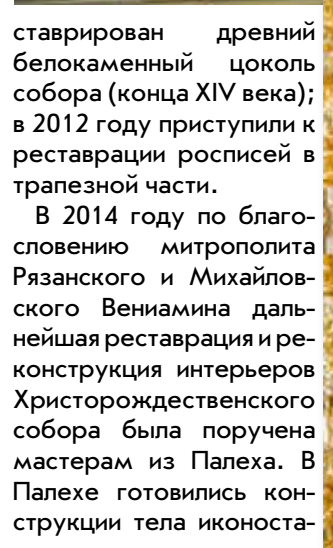 ставрирован древний
белокаменный цоколь
собора (конца XIV века);
в 2012 году приступили к
реставрации росписей в
трапезной части.
В 2014 году по благо-
словению митрополита
Рязанского и Михайлов-
ского Вениамина даль-
нейшая реставрация и ре-
конструкция интерьеров
Христорождественского
собора была поручена
мастерам из Палеха. В
Палехе готовились кон-
струкции тела иконоста-